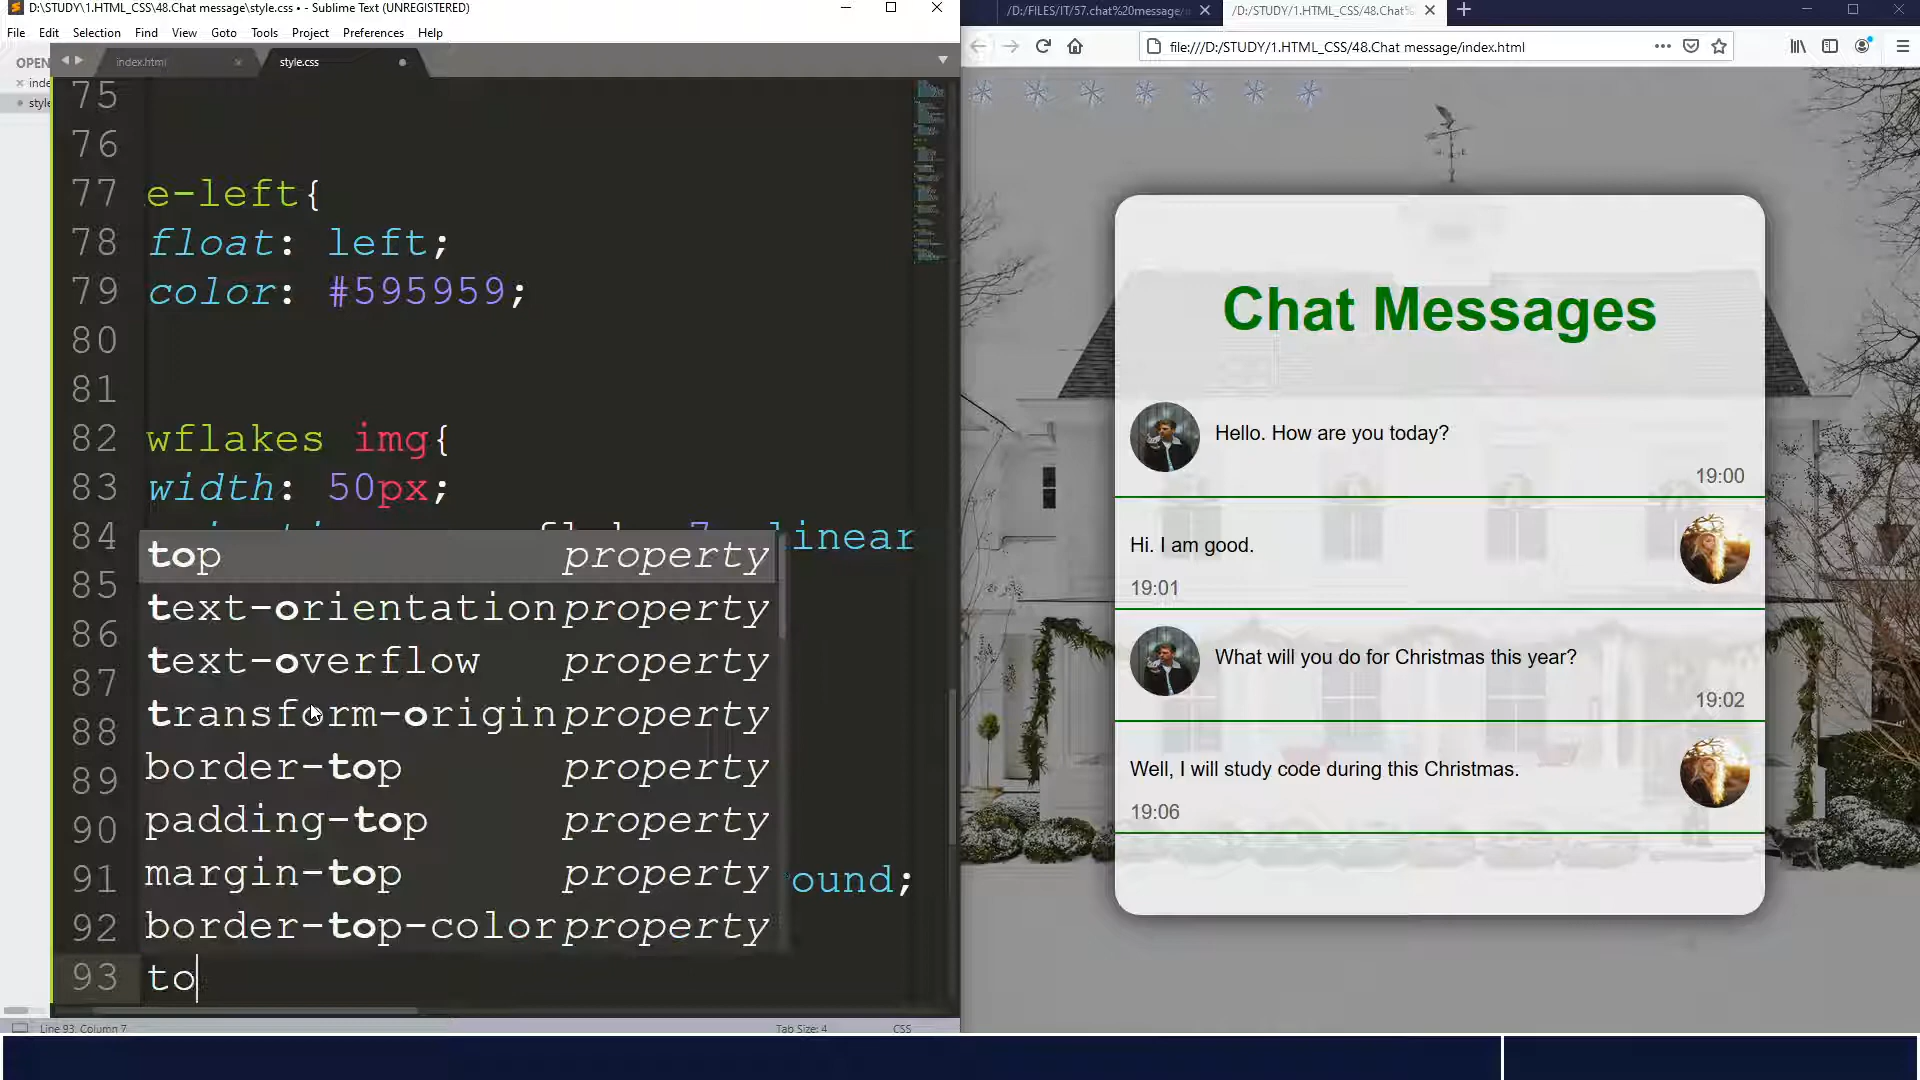 D:\STUDY\1.HTML_CSS\48.Chat message\style.css • - Sublime Text (UNREGISTERED)
File Edit Selection Find View Goto Tools Project Preferences Help
OPEN
inde
style
index.html
style.css
75
76
77 e-left{
78 float: left;
79 color: #595959;
80
81
82 wflakes img{
83 width: 50px;
84 linear
85
86
87
88
89
90
91 ound;
92
93 to
top property
text-orientation property
text-overflow property
transform-origin property
border-top property
padding-top property
margin-top property
border-top-color property
Line 93, Column 7
Tab Size: 4
CSS
/D:/FILES/IT/57.chat%20message/
/D:/STUDY/1.HTML_CSS/48.Chat%
file:///D:/STUDY/1.HTML_CSS/48.Chat message/index.html
Chat Messages
Hello. How are you today?
19:00
Hi. I am good.
19:01
What will you do for Christmas this year?
19:02
Well, I will study code during this Christmas.
19:06